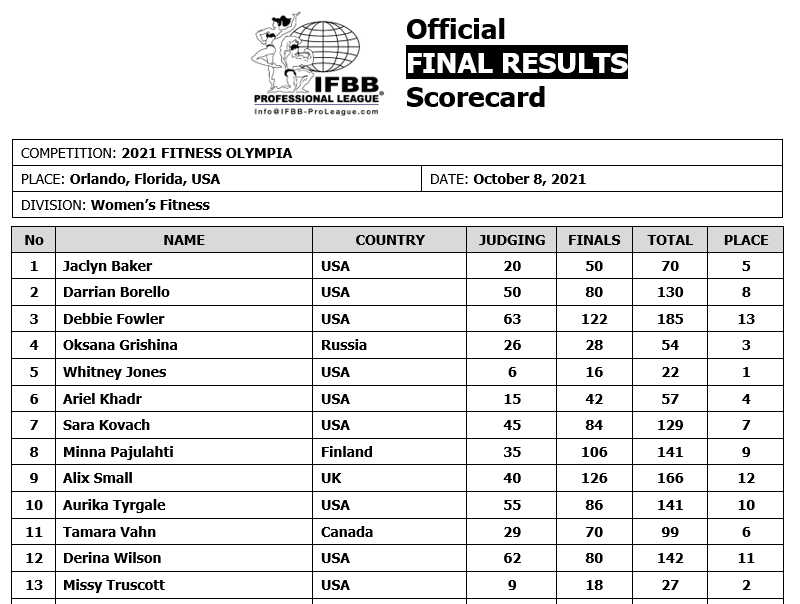 IFBB
PROFESSIONAL LEAGUE®
Info@IFBB-ProLeague.com
Official
FINAL RESULTS
Scorecard
COMPETITION: 2021 FITNESS OLYMPIA
PLACE: Orlando, Florida, USA DATE: October 8, 2021
DIVISION: Women’s Fitness
No NAME COUNTRY JUDGING FINALS TOTAL PLACE
1 Jaclyn Baker USA 20 50 70 5
2 Darrian Borello USA 50 80 130 8
3 Debbie Fowler USA 63 122 185 13
4 Oksana Grishina Russia 26 28 54 3
5 Whitney Jones USA 6 16 22 1
6 Ariel Khadr USA 15 42 57 4
7 Sara Kovach USA 45 84 129 7
8 Minna Pajulahti Finland 35 106 141 9
9 Alix Small UK 40 126 166 12
10 Aurika Tyrgale USA 55 86 141 10
11 Tamara Vahn Canada 29 70 99 6
12 Derina Wilson USA 62 80 142 11
13 Missy Truscott USA 9 18 27 2